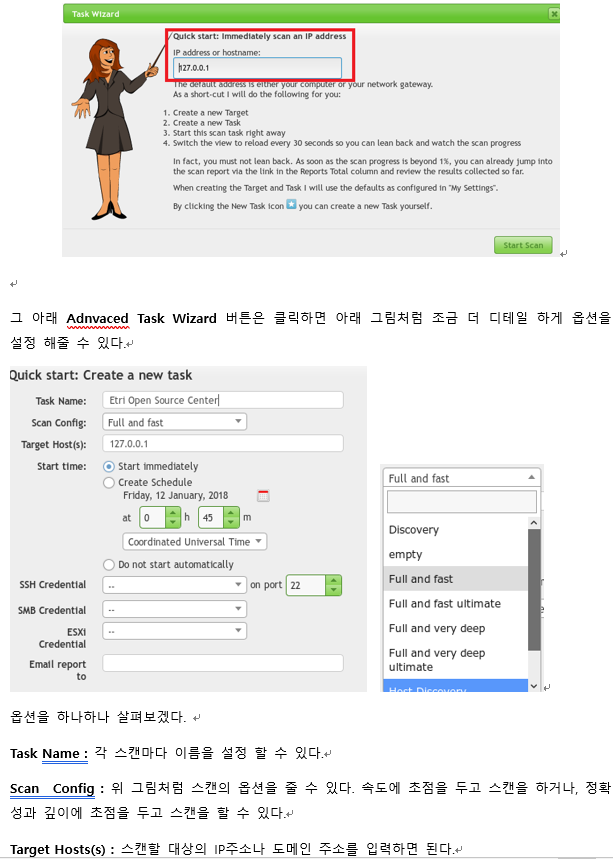 Task Wizard
Quick start: Immediately scan an IP address
IP address or hostname:
127.0.0.1
The default address is either your computer or your network gateway.
As a short-cut I will do the following for you:
1. Create a new Target
2. Create a new Task
3. Start this scan task right away
4. Switch the view to reload every 30 seconds so you can lean back and watch the scan progress
In fact, you must not lean back. As soon as the scan progress is beyond 1%, you can already jump into
the scan report via the link in the Reports Total column and review the results collected so far.
When creating the Target and Task I will use the defaults as configured in "My Settings".
By clicking the New Task icon you can create a new Task yourself.
Start Scan
그 아래 Adnvaced Task Wizard 버튼은 클릭하면 아래 그림처럼 조금 더 디테일 하게 옵션을
설정 해줄 수 있다.
Quick start: Create a new task
Task Name: Etri Open Source Center
Scan Config: Full and fast
Target Host(s): 127.0.0.1
Start time: Start immediately
Create Schedule
Friday, 12 January, 2018
at 0 h 45 m
Coordinated Universal Time
Do not start automatically
SSH Credential -- on port 22
SMB Credential --
ESXi
Credential --
Email report
to
Full and fast
Discovery
empty
Full and fast
Full and fast ultimate
Full and very deep
Full and very deep
ultimate
Host Discovery
옵션을 하나하나 살펴보겠다.
Task Name : 각 스캔마다 이름을 설정 할 수 있다.
Scan Config : 위 그림처럼 스캔의 옵션을 줄 수 있다. 속도에 초점을 두고 스캔을 하거나, 정확
성과 깊이에 초점을 두고 스캔을 할 수 있다.
Target Hosts(s) : 스캔할 대상의 IP주소나 도메인 주소를 입력하면 된다.